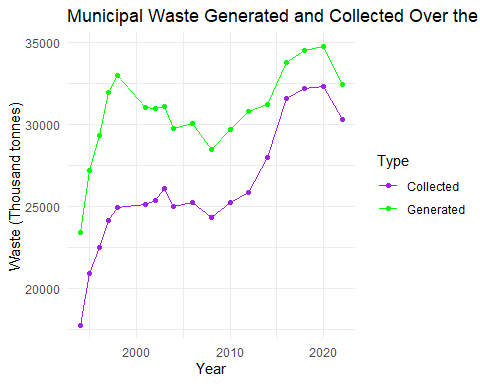 Municipal Waste Generated and Collected Over the
35000
30000
25000
20000
Waste (Thousand tonnes)
2000
2010
2020
Year
Type
Collected
Generated